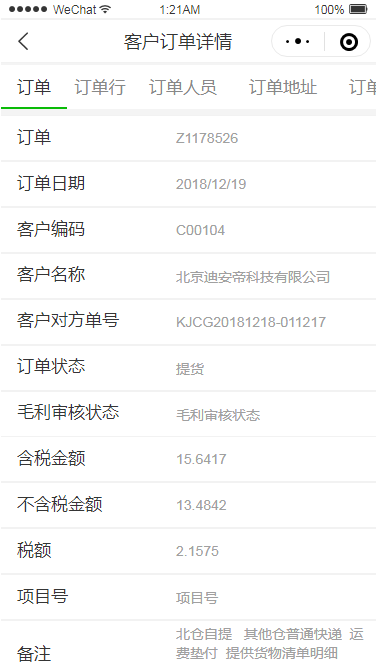 WeChat 1:21AM 100%
客户订单详情
订单 订单行 订单人员 订单地址 订单
订单 Z1178526
订单日期 2018/12/19
客户编码 C00104
客户名称 北京迪安帝科技有限公司
客户对方单号 KJCG20181218-011217
订单状态 提货
毛利审核状态 毛利审核状态
含税金额 15.6417
不含税金额 13.4842
税额 2.1575
项目号 项目号
备注 北仓自提 其他仓普通快递 运
费垫付 提供货物清单明细